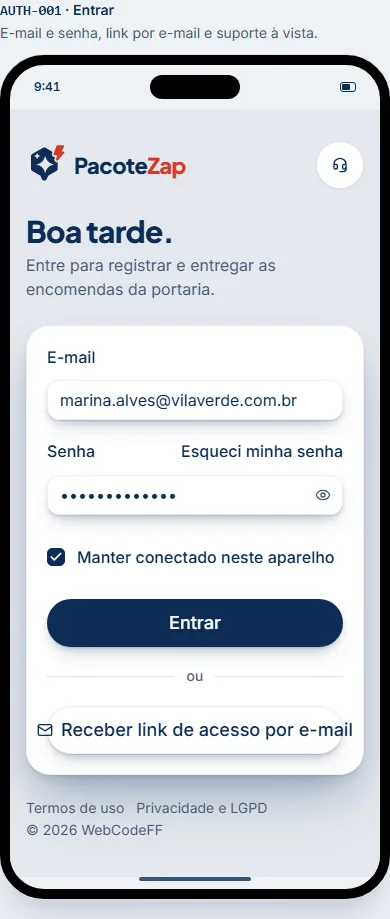 AUTH-001 · Entrar
E-mail e senha, link por e-mail e suporte à vista.
9:41
PacoteZap
Boa tarde.
Entre para registrar e entregar as
encomendas da portaria.
E-mail
marina.alves@vilaverde.com.br
Senha Esqueci minha senha
•••••••••••••
Manter conectado neste aparelho
Entrar
ou
Receber link de acesso por e-mail
Termos de uso Privacidade e LGPD
© 2026 WebCodeFF